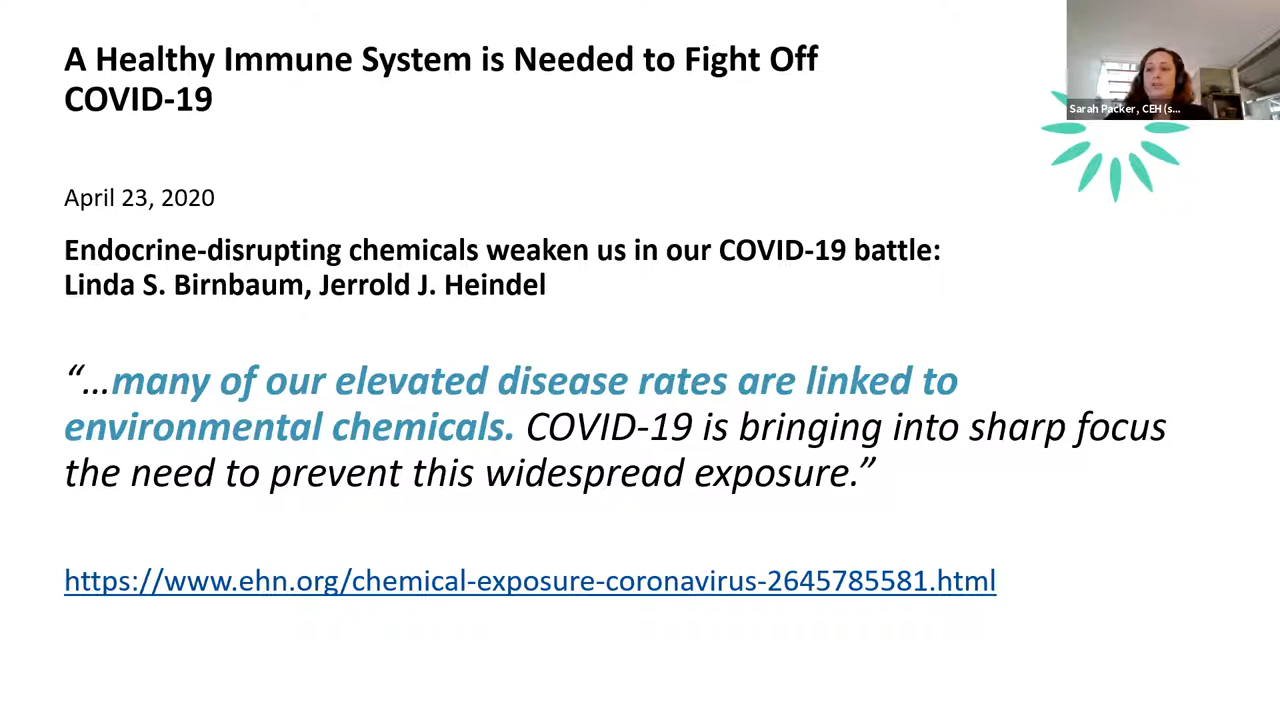 A Healthy Immune System is Needed to Fight Off
COVID-19
Sarah Packer, CEH (s...
April 23, 2020
Endocrine-disrupting chemicals weaken us in our COVID-19 battle:
Linda S. Birnbaum, Jerrold J. Heindel
“…many of our elevated disease rates are linked to
environmental chemicals. COVID-19 is bringing into sharp focus
the need to prevent this widespread exposure.”
https://www.ehn.org/chemical-exposure-coronavirus-2645785581.html